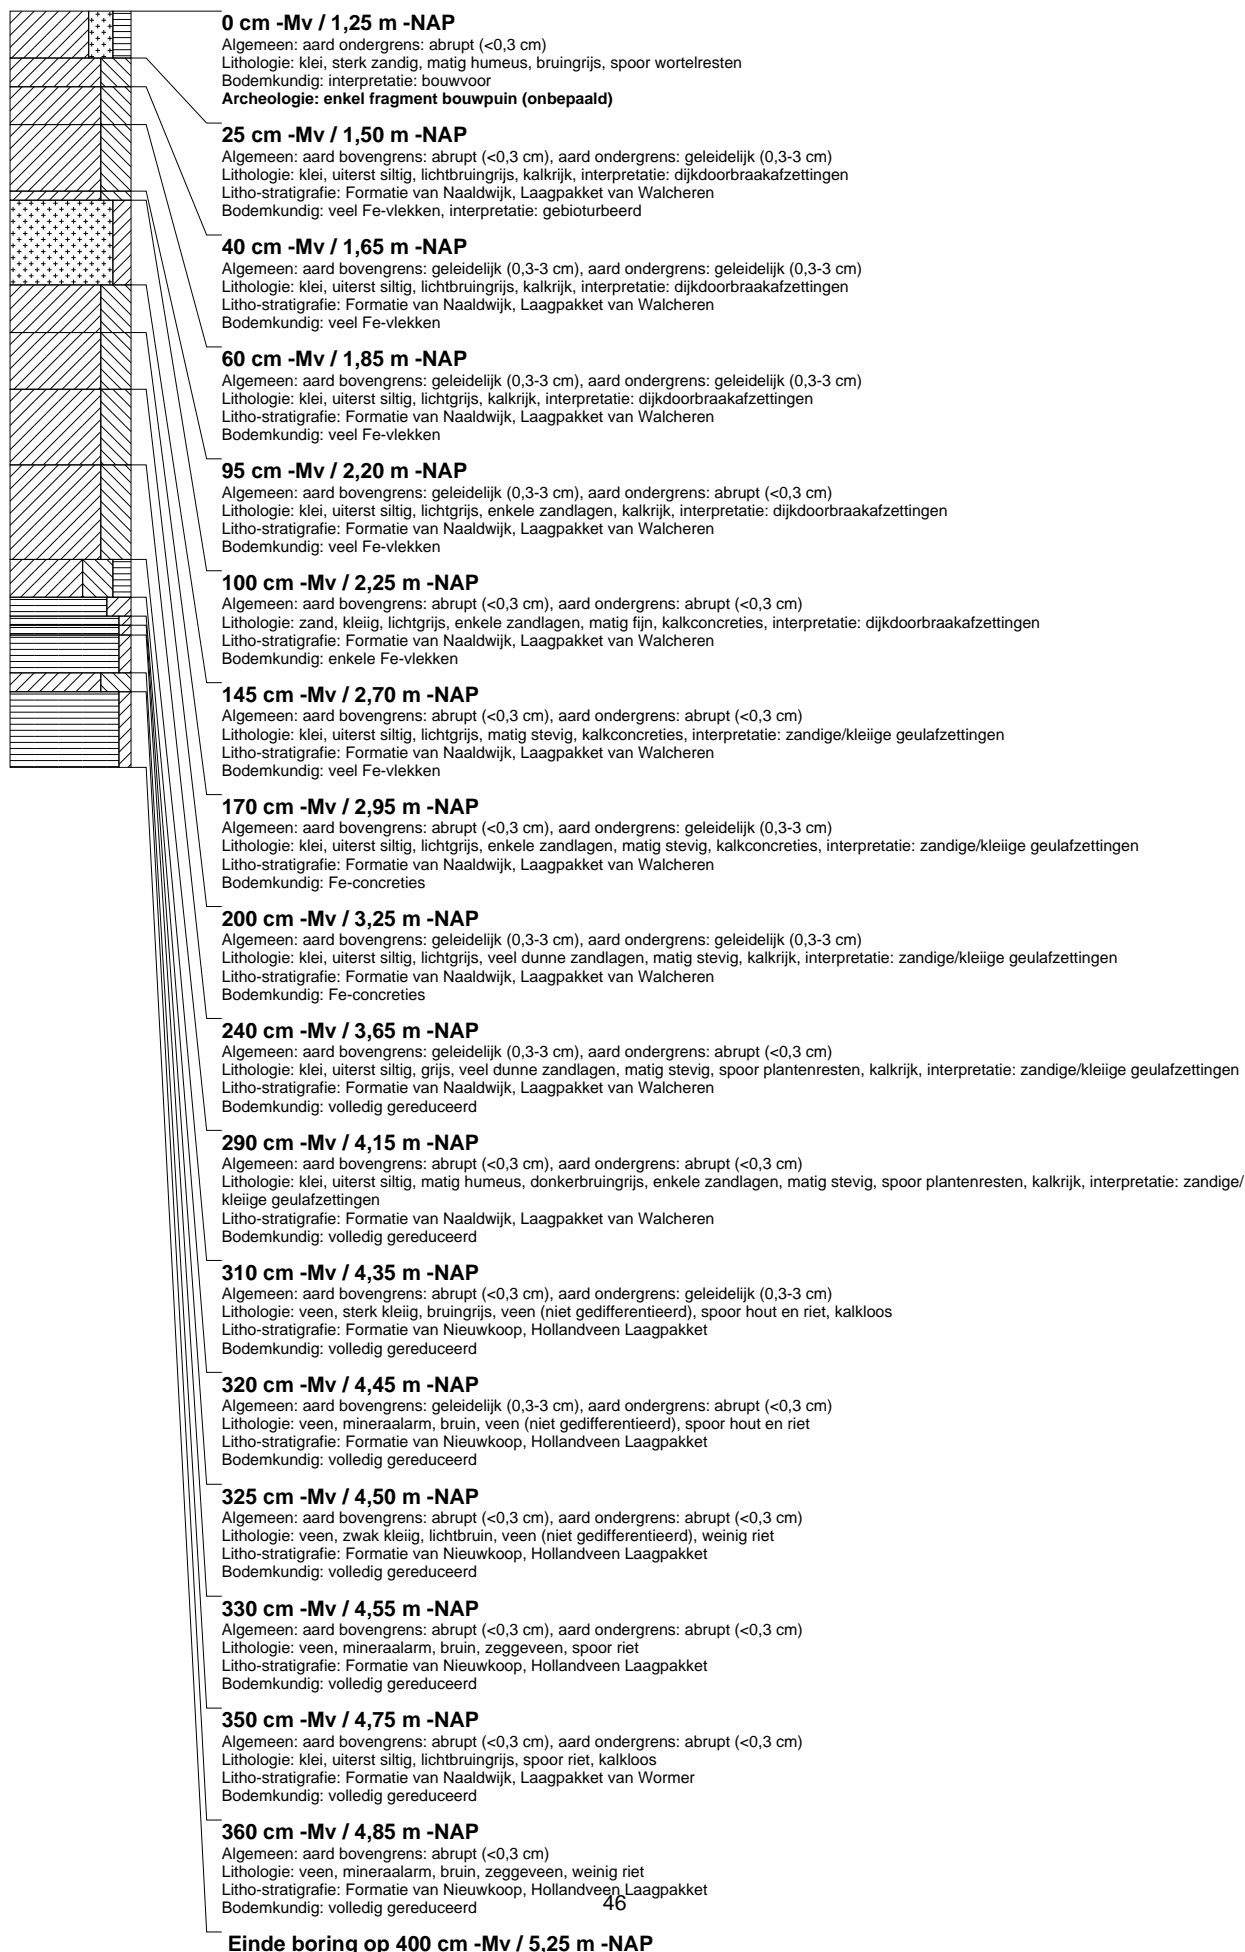 0 cm -Mv / 1,25 m -NAP
Algemeen: aard ondergrens: abrupt (<0,3 cm)
Lithologie: klei, sterk zandig, matig humeus, bruingrijs, spoor wortelresten
Bodemkundig: interpretatie: bouwvoor
Archeologie: enkel fragment bouwpuin (onbepaald)
25 cm -Mv / 1,50 m -NAP
Algemeen: aard bovengrens: abrupt (<0,3 cm), aard ondergrens: geleidelijk (0,3-3 cm)
Lithologie: klei, uiterst siltig, lichtbruingrijs, kalkrijk, interpretatie: dijkdoorbraakafzettingen
Litho-stratigrafie: Formatie van Naaldwijk, Laagpakket van Walcheren
Bodemkundig: veel Fe-vlekken, interpretatie: gebioturbeerd
40 cm -Mv / 1,65 m -NAP
Algemeen: aard bovengrens: geleidelijk (0,3-3 cm), aard ondergrens: geleidelijk (0,3-3 cm)
Lithologie: klei, uiterst siltig, lichtbruingrijs, kalkrijk, interpretatie: dijkdoorbraakafzettingen
Litho-stratigrafie: Formatie van Naaldwijk, Laagpakket van Walcheren
Bodemkundig: veel Fe-vlekken
60 cm -Mv / 1,85 m -NAP
Algemeen: aard bovengrens: geleidelijk (0,3-3 cm), aard ondergrens: geleidelijk (0,3-3 cm)
Lithologie: klei, uiterst siltig, lichtgrijs, kalkrijk, interpretatie: dijkdoorbraakafzettingen
Litho-stratigrafie: Formatie van Naaldwijk, Laagpakket van Walcheren
Bodemkundig: veel Fe-vlekken
95 cm -Mv / 2,20 m -NAP
Algemeen: aard bovengrens: geleidelijk (0,3-3 cm), aard ondergrens: abrupt (<0,3 cm)
Lithologie: klei, uiterst siltig, lichtgrijs, enkele zandlagen, kalkrijk, interpretatie: dijkdoorbraakafzettingen
Litho-stratigrafie: Formatie van Naaldwijk, Laagpakket van Walcheren
Bodemkundig: veel Fe-vlekken
100 cm -Mv / 2,25 m -NAP
Algemeen: aard bovengrens: abrupt (<0,3 cm), aard ondergrens: abrupt (<0,3 cm)
Lithologie: zand, kleiig, lichtgrijs, enkele zandlagen, matig fijn, kalkconcreties, interpretatie: dijkdoorbraakafzettingen
Litho-stratigrafie: Formatie van Naaldwijk, Laagpakket van Walcheren
Bodemkundig: enkele Fe-vlekken
145 cm -Mv / 2,70 m -NAP
Algemeen: aard bovengrens: abrupt (<0,3 cm), aard ondergrens: abrupt (<0,3 cm)
Lithologie: klei, uiterst siltig, lichtgrijs, matig stevig, kalkconcreties, interpretatie: zandige/kleiige geulafzettingen
Litho-stratigrafie: Formatie van Naaldwijk, Laagpakket van Walcheren
Bodemkundig: veel Fe-vlekken
170 cm -Mv / 2,95 m -NAP
Algemeen: aard bovengrens: abrupt (<0,3 cm), aard ondergrens: geleidelijk (0,3-3 cm)
Lithologie: klei, uiterst siltig, lichtgrijs, enkele zandlagen, matig stevig, kalkconcreties, interpretatie: zandige/kleiige geulafzettingen
Litho-stratigrafie: Formatie van Naaldwijk, Laagpakket van Walcheren
Bodemkundig: Fe-concreties
200 cm -Mv / 3,25 m -NAP
Algemeen: aard bovengrens: geleidelijk (0,3-3 cm), aard ondergrens: geleidelijk (0,3-3 cm)
Lithologie: klei, uiterst siltig, lichtgrijs, veel dunne zandlagen, matig stevig, kalkrijk, interpretatie: zandige/kleiige geulafzettingen
Litho-stratigrafie: Formatie van Naaldwijk, Laagpakket van Walcheren
Bodemkundig: Fe-concreties
240 cm -Mv / 3,65 m -NAP
Algemeen: aard bovengrens: geleidelijk (0,3-3 cm), aard ondergrens: abrupt (<0,3 cm)
Lithologie: klei, uiterst siltig, grijs, veel dunne zandlagen, matig stevig, spoor plantenresten, kalkrijk, interpretatie: zandige/kleiige geulafzettingen
Litho-stratigrafie: Formatie van Naaldwijk, Laagpakket van Walcheren
Bodemkundig: volledig gereduceerd
290 cm -Mv / 4,15 m -NAP
Algemeen: aard bovengrens: abrupt (<0,3 cm), aard ondergrens: abrupt (<0,3 cm)
Lithologie: klei, uiterst siltig, matig humeus, donkerbruingrijs, enkele zandlagen, matig stevig, spoor plantenresten, kalkrijk, interpretatie: zandige/
kleiige geulafzettingen
Litho-stratigrafie: Formatie van Naaldwijk, Laagpakket van Walcheren
Bodemkundig: volledig gereduceerd
310 cm -Mv / 4,35 m -NAP
Algemeen: aard bovengrens: abrupt (<0,3 cm), aard ondergrens: geleidelijk (0,3-3 cm)
Lithologie: veen, sterk kleiig, bruingrijs, veen (niet gedifferentieerd), spoor hout en riet, kalkloos
Litho-stratigrafie: Formatie van Nieuwkoop, Hollandveen Laagpakket
Bodemkundig: volledig gereduceerd
320 cm -Mv / 4,45 m -NAP
Algemeen: aard bovengrens: geleidelijk (0,3-3 cm), aard ondergrens: abrupt (<0,3 cm)
Lithologie: veen, mineraalarm, bruin, veen (niet gedifferentieerd), spoor hout en riet
Litho-stratigrafie: Formatie van Nieuwkoop, Hollandveen Laagpakket
Bodemkundig: volledig gereduceerd
325 cm -Mv / 4,50 m -NAP
Algemeen: aard bovengrens: abrupt (<0,3 cm), aard ondergrens: abrupt (<0,3 cm)
Lithologie: veen, zwak kleiig, lichtbruin, veen (niet gedifferentieerd), weinig riet
Litho-stratigrafie: Formatie van Nieuwkoop, Hollandveen Laagpakket
Bodemkundig: volledig gereduceerd
330 cm -Mv / 4,55 m -NAP
Algemeen: aard bovengrens: abrupt (<0,3 cm), aard ondergrens: abrupt (<0,3 cm)
Lithologie: veen, mineraalarm, bruin, zeggeveen, spoor riet
Litho-stratigrafie: Formatie van Nieuwkoop, Hollandveen Laagpakket
Bodemkundig: volledig gereduceerd
350 cm -Mv / 4,75 m -NAP
Algemeen: aard bovengrens: abrupt (<0,3 cm), aard ondergrens: abrupt (<0,3 cm)
Lithologie: klei, uiterst siltig, lichtbruingrijs, spoor riet, kalkloos
Litho-stratigrafie: Formatie van Naaldwijk, Laagpakket van Wormer
Bodemkundig: volledig gereduceerd
360 cm -Mv / 4,85 m -NAP
Algemeen: aard bovengrens: abrupt (<0,3 cm)
Lithologie: veen, mineraalarm, bruin, zeggeveen, weinig riet
Litho-stratigrafie: Formatie van Nieuwkoop, Hollandveen Laagpakket
Bodemkundig: volledig gereduceerd
46
Einde boring op 400 cm -Mv / 5,25 m -NAP